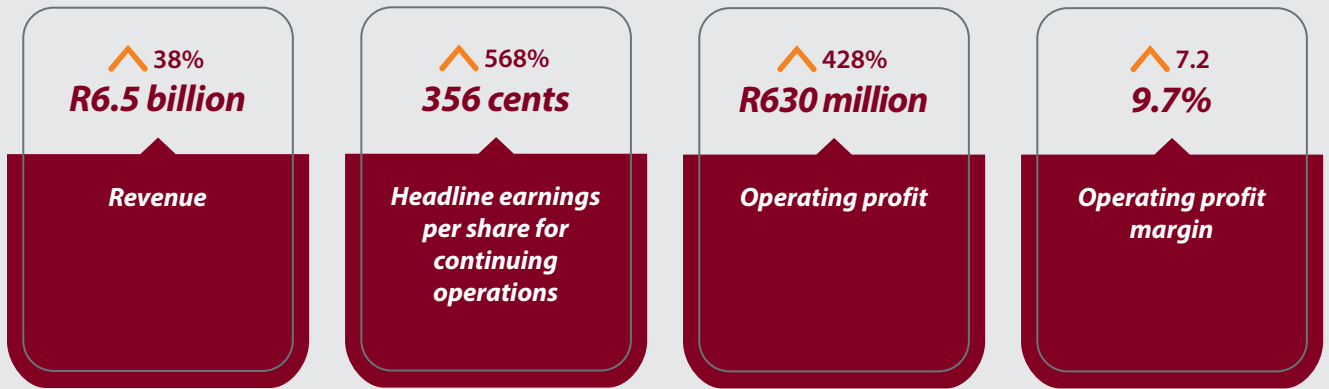 38%
R6.5 billion
Revenue
568%
356 cents
Headline earnings
per share for
continuing
operations
428%
R630 million
Operating profit
7.2
9.7%
Operating profit
margin